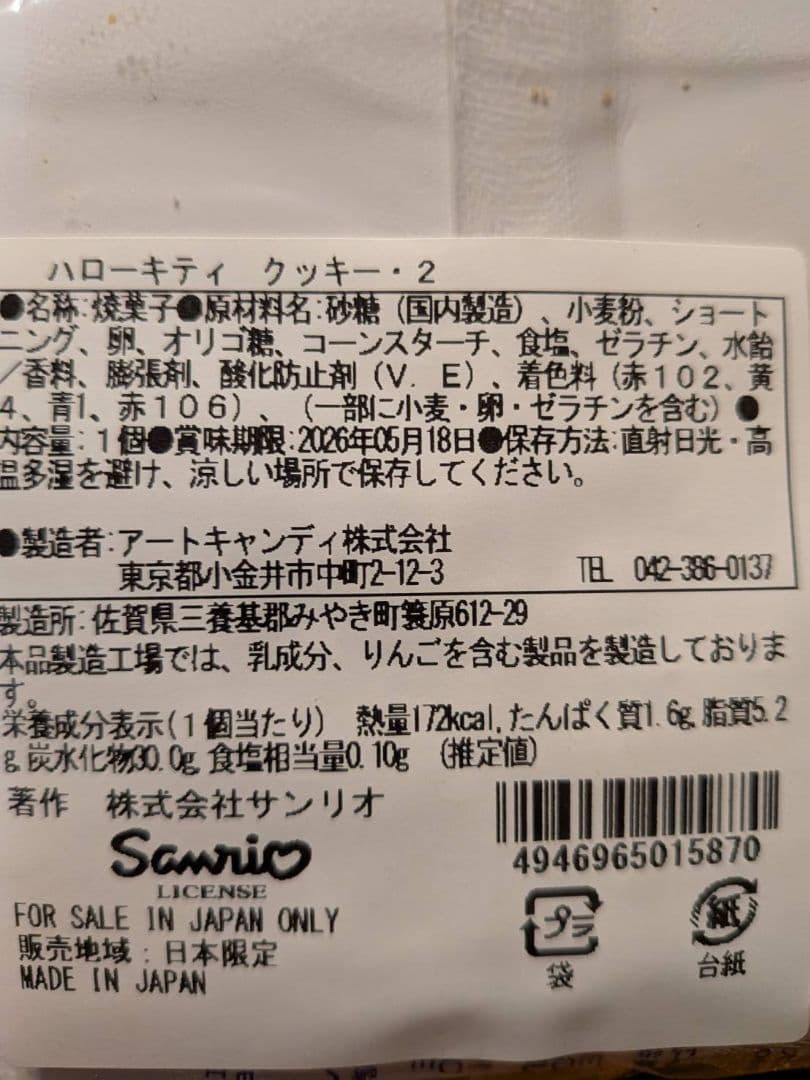 ハローキティ クッキー・2
●名称:焼菓子●原材料名:砂糖(国内製造)、小麦粉、ショート
ニング、卵、オリゴ糖、コーンスターチ、食塩、ゼラチン、水飴
/香料、膨張剤、酸化防止剤(V.E)、着色料(赤102、黄
4、青1、赤106)、(一部に小麦・卵・ゼラチンを含む)●
内容量:1個●賞味期限:2026年05月18日●保存方法:直射日光・高
温多湿を避け、涼しい場所で保存してください。
●製造者:アートキャンディ株式会社
東京都小金井市中町2-12-3 TEL 042-386-0137
製造所:佐賀県三養基郡みやき町簑原612-29
本品製造工場では、乳成分、りんごを含む製品を製造しておりま
す。
栄養成分表示(1個当たり) 熱量172kcal,たんぱく質1.6g,脂質5.2
g,炭水化物30.0g,食塩相当量0.10g (推定値)
著作 株式会社サンリオ
Sanrio
LICENSE
4946965015870
FOR SALE IN JAPAN ONLY
販売地域:日本限定
MADE IN JAPAN
プラ
袋
紙
台紙